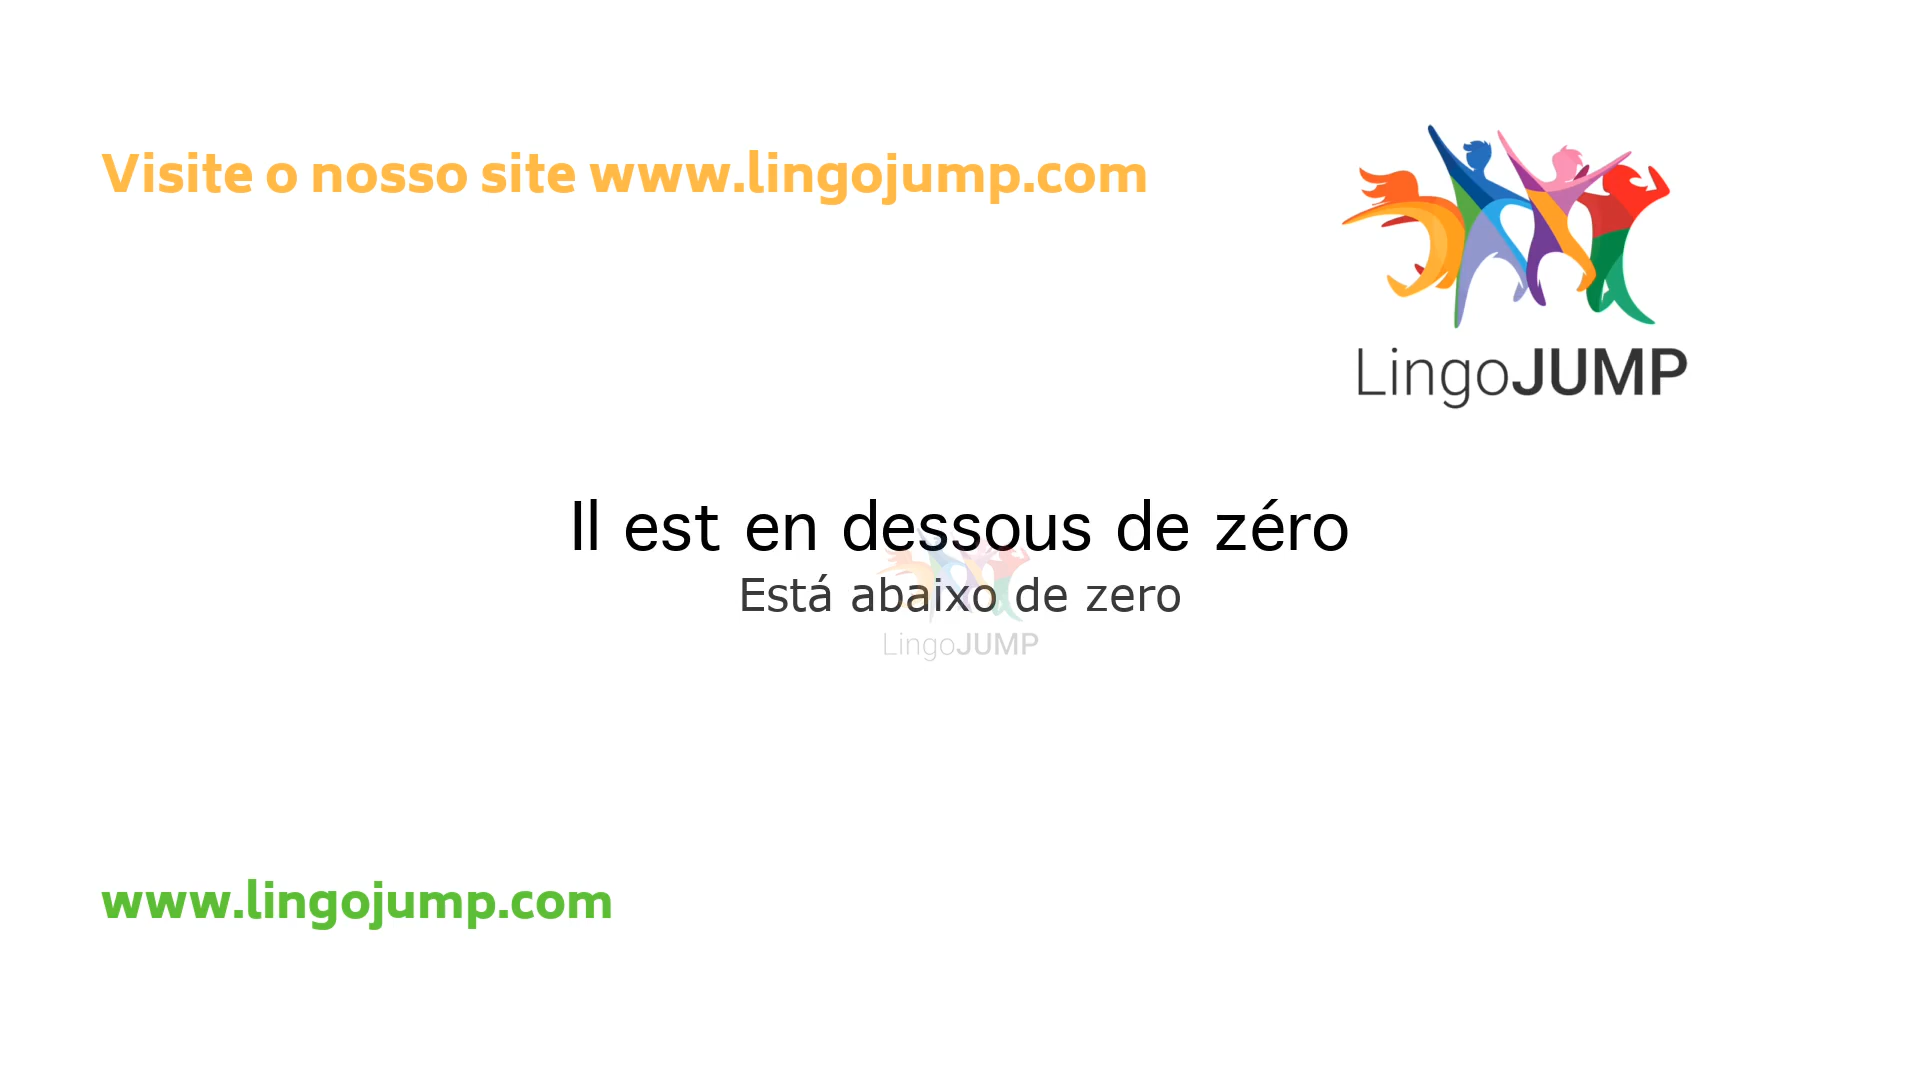 Visite o nosso site www.lingojump.com
LingoJUMP
Il est en dessous de zéro
Está abaixo de zero
LingoJUMP
www.lingojump.com